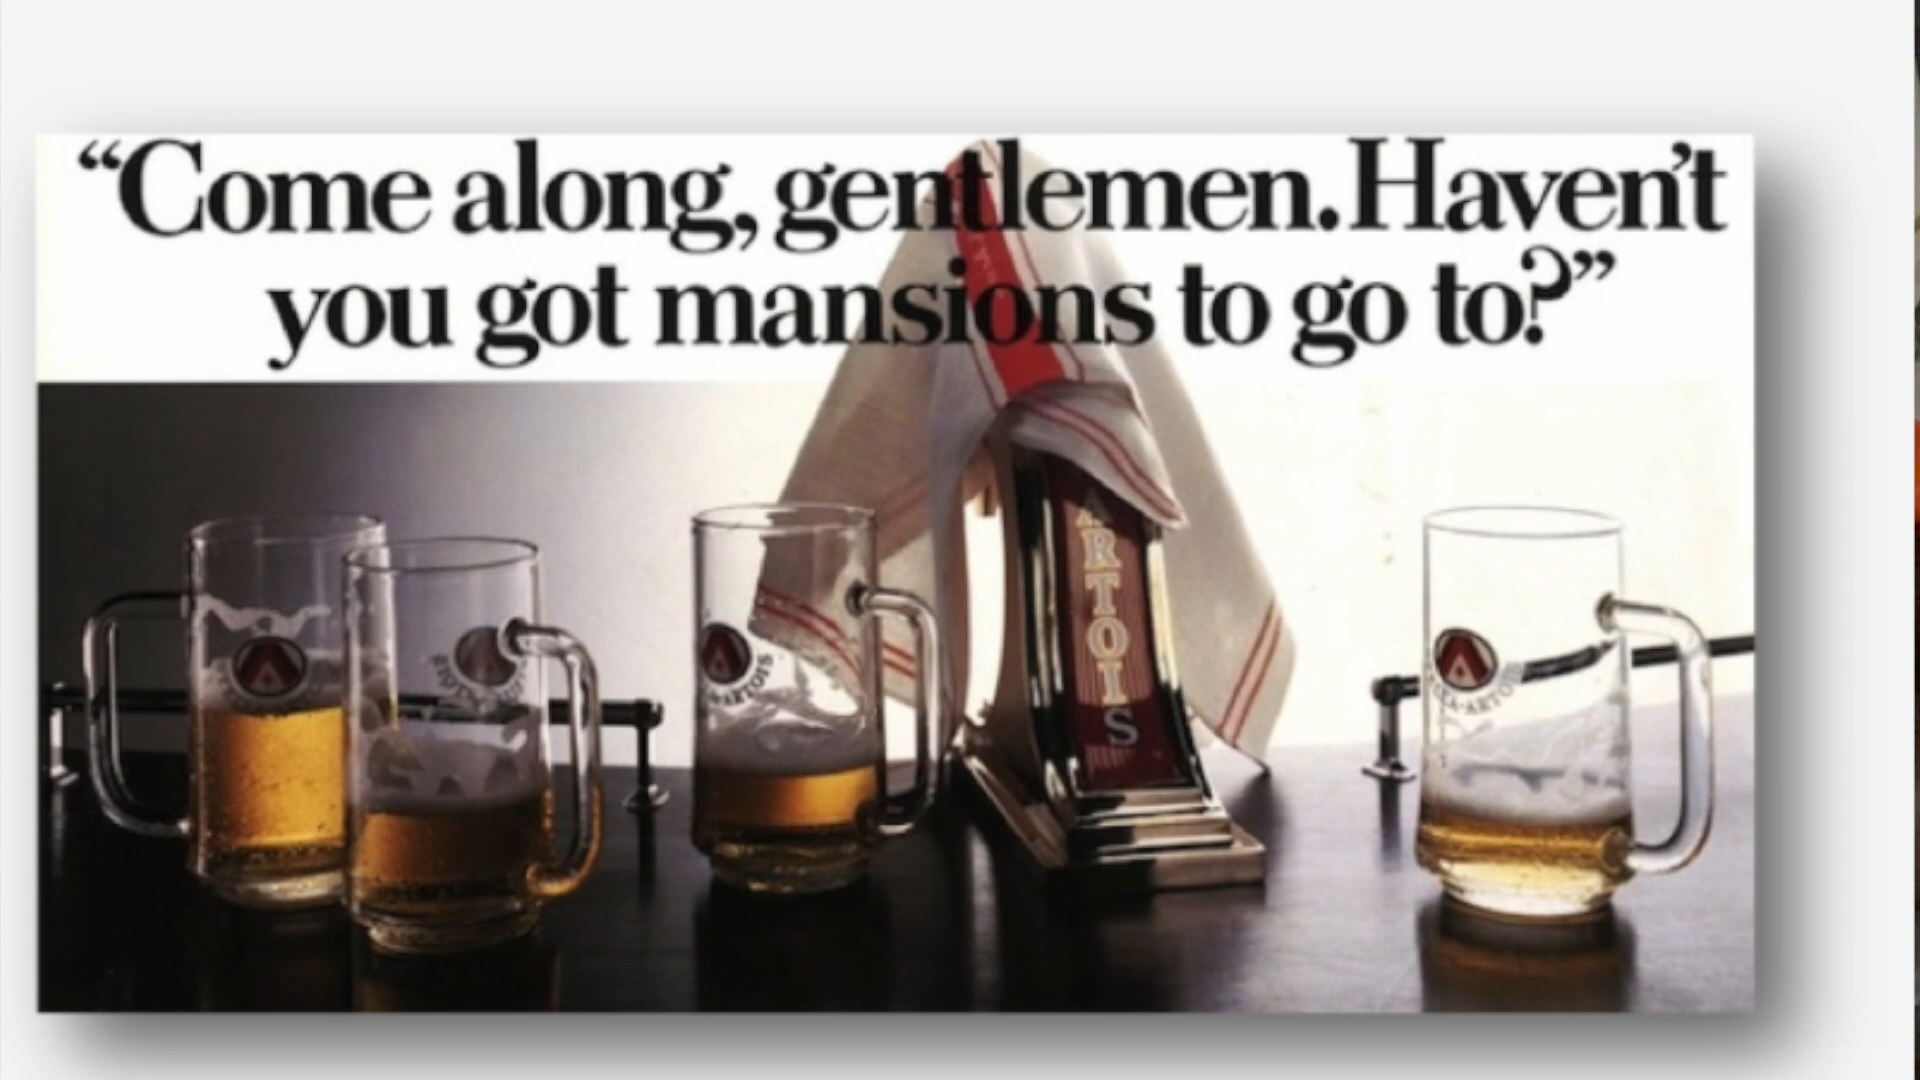 “Come along, gentlemen. Haven't
you got mansions to go to?”
ARTOIS